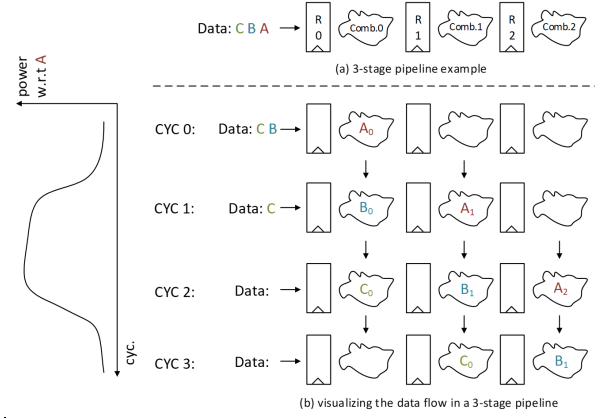 Data: C B A
R 0
Comb.0
R 1
Comb.1
R 2
Comb.2
(a) 3-stage pipeline example
power
w.r.t A
CYC 0: Data: C B A0
CYC 1: Data: C B0 A1
CYC 2: Data: C0 B1 A2
CYC 3: Data: C0 B1
cyc.
(b) visualizing the data flow in a 3-stage pipeline